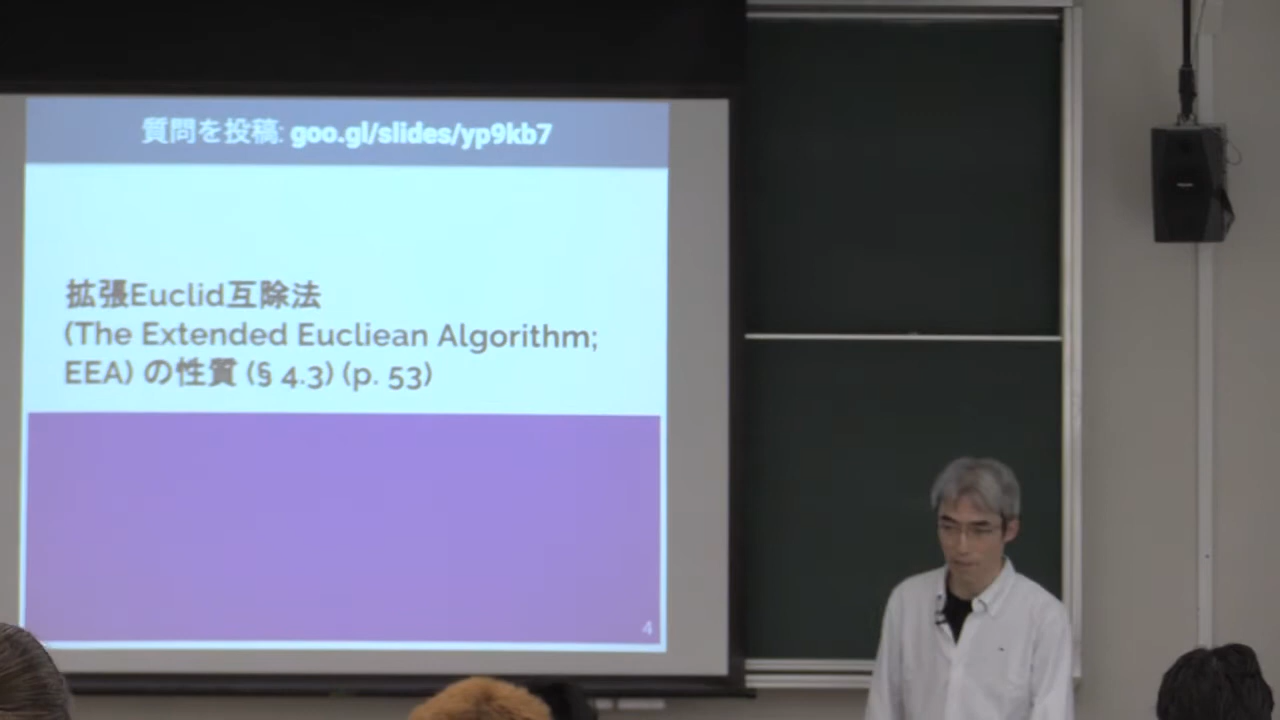 質問を投稿: goo.gl/slides/yp9kb7
拡張Euclid互除法
(The Extended Eucliean Algorithm;
EEA) の性質 (§ 4.3) (p. 53)
4